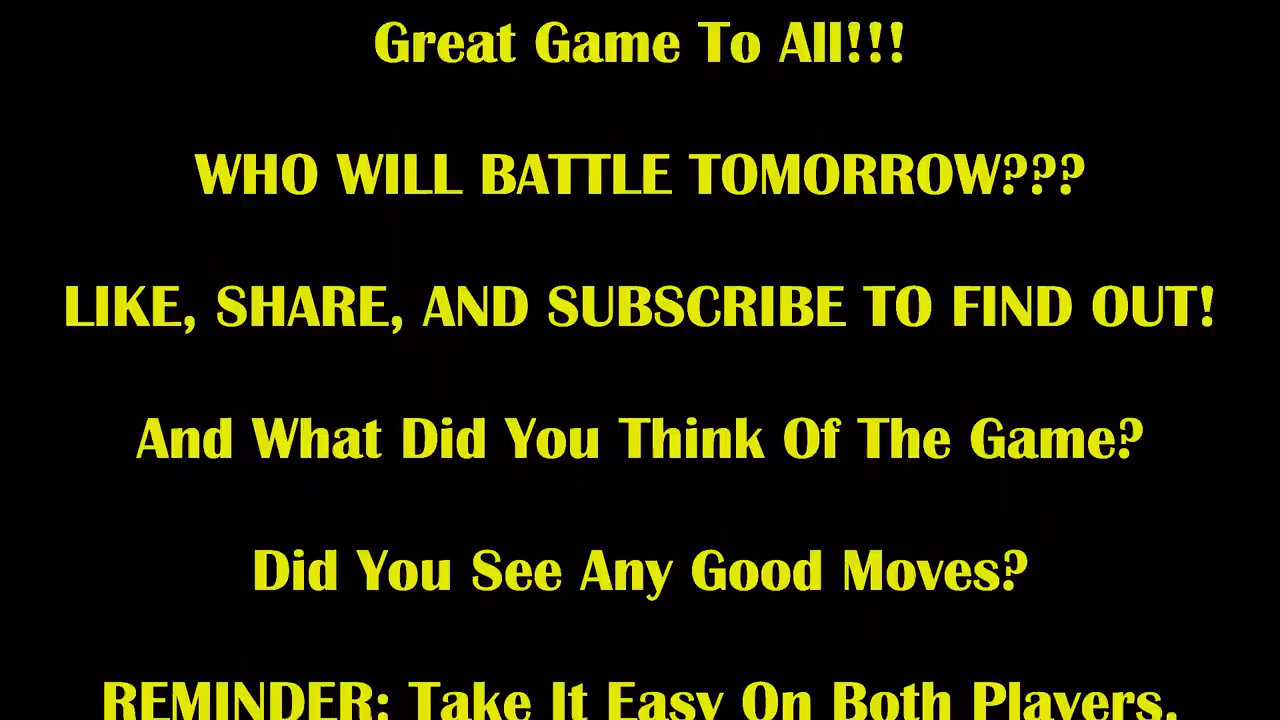 Great Game To All!!!
WHO WILL BATTLE TOMORROW???
LIKE, SHARE, AND SUBSCRIBE TO FIND OUT!
And What Did You Think Of The Game?
Did You See Any Good Moves?
REMINDER: Take It Easy On Both Players.